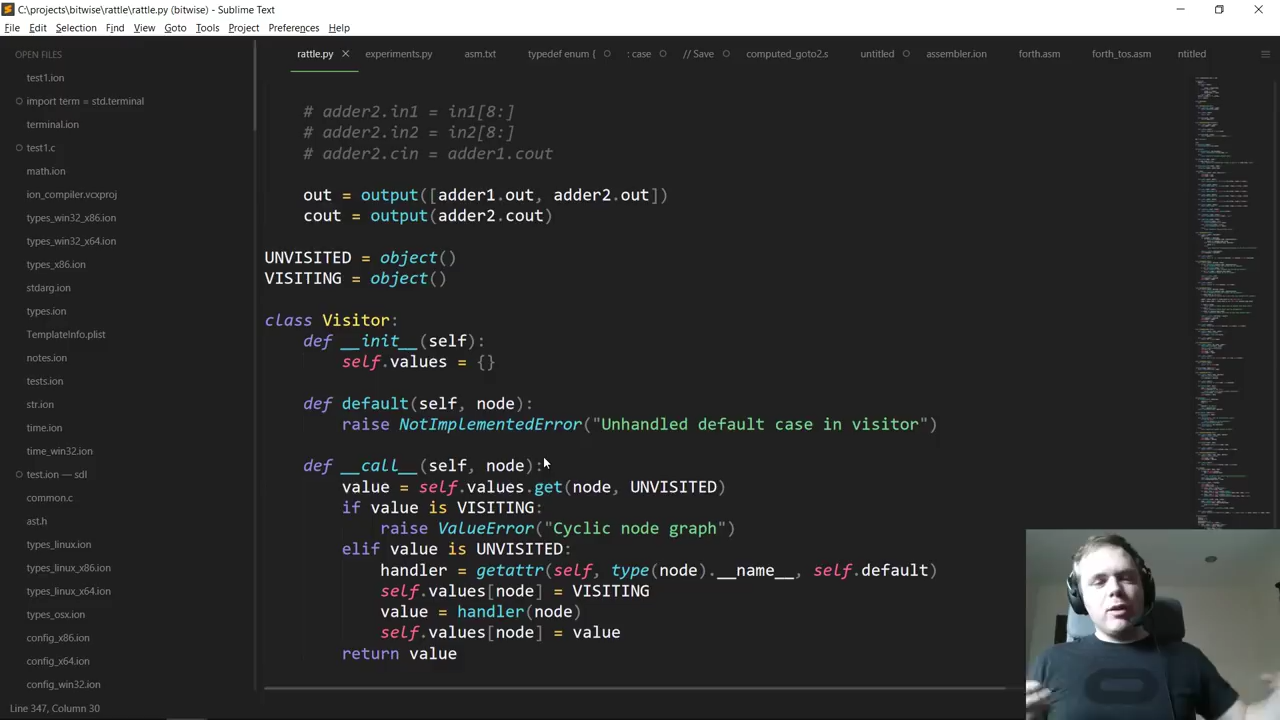 C:\projects\bitwise\rattle\rattle.py (bitwise) - Sublime Text
File Edit Selection Find View Goto Tools Project Preferences Help
OPEN FILES
test1.ion
import term = std.terminal
terminal.ion
test1.c
math.ion
ion_compiler.vcxproj
types_win32_x86.ion
types_win32_x64.ion
types_x86.ion
stdarg.ion
types.ion
TemplateInfo.plist
notes.ion
tests.ion
str.ion
time.ion
time_win32.ion
test.ion — sdl
common.c
ast.h
types_linux.ion
types_linux_x86.ion
types_linux_x64.ion
types_osx.ion
config_x86.ion
config_x64.ion
config_win32.ion
rattle.py experiments.py asm.txt typedef enum { : case // Save computed_goto2.s untitled assembler.ion forth.asm forth_tos.asm ntitled
# adder2.in1 = in1[8:
# adder2.in2 = in2[8:
# adder2.cin = adder1.cout
out = output([adder1.out, adder2.out])
cout = output(adder2.cout)
UNVISITED = object()
VISITING = object()
class Visitor:
def __init__(self):
self.values = {}
def default(self, node):
raise NotImplementedError("Unhandled default case in visitor")
def __call__(self, node):
value = self.values.get(node, UNVISITED)
if value is VISITING:
raise ValueError("Cyclic node graph")
elif value is UNVISITED:
handler = getattr(self, type(node).__name__, self.default)
self.values[node] = VISITING
value = handler(node)
self.values[node] = value
return value
Line 347, Column 30